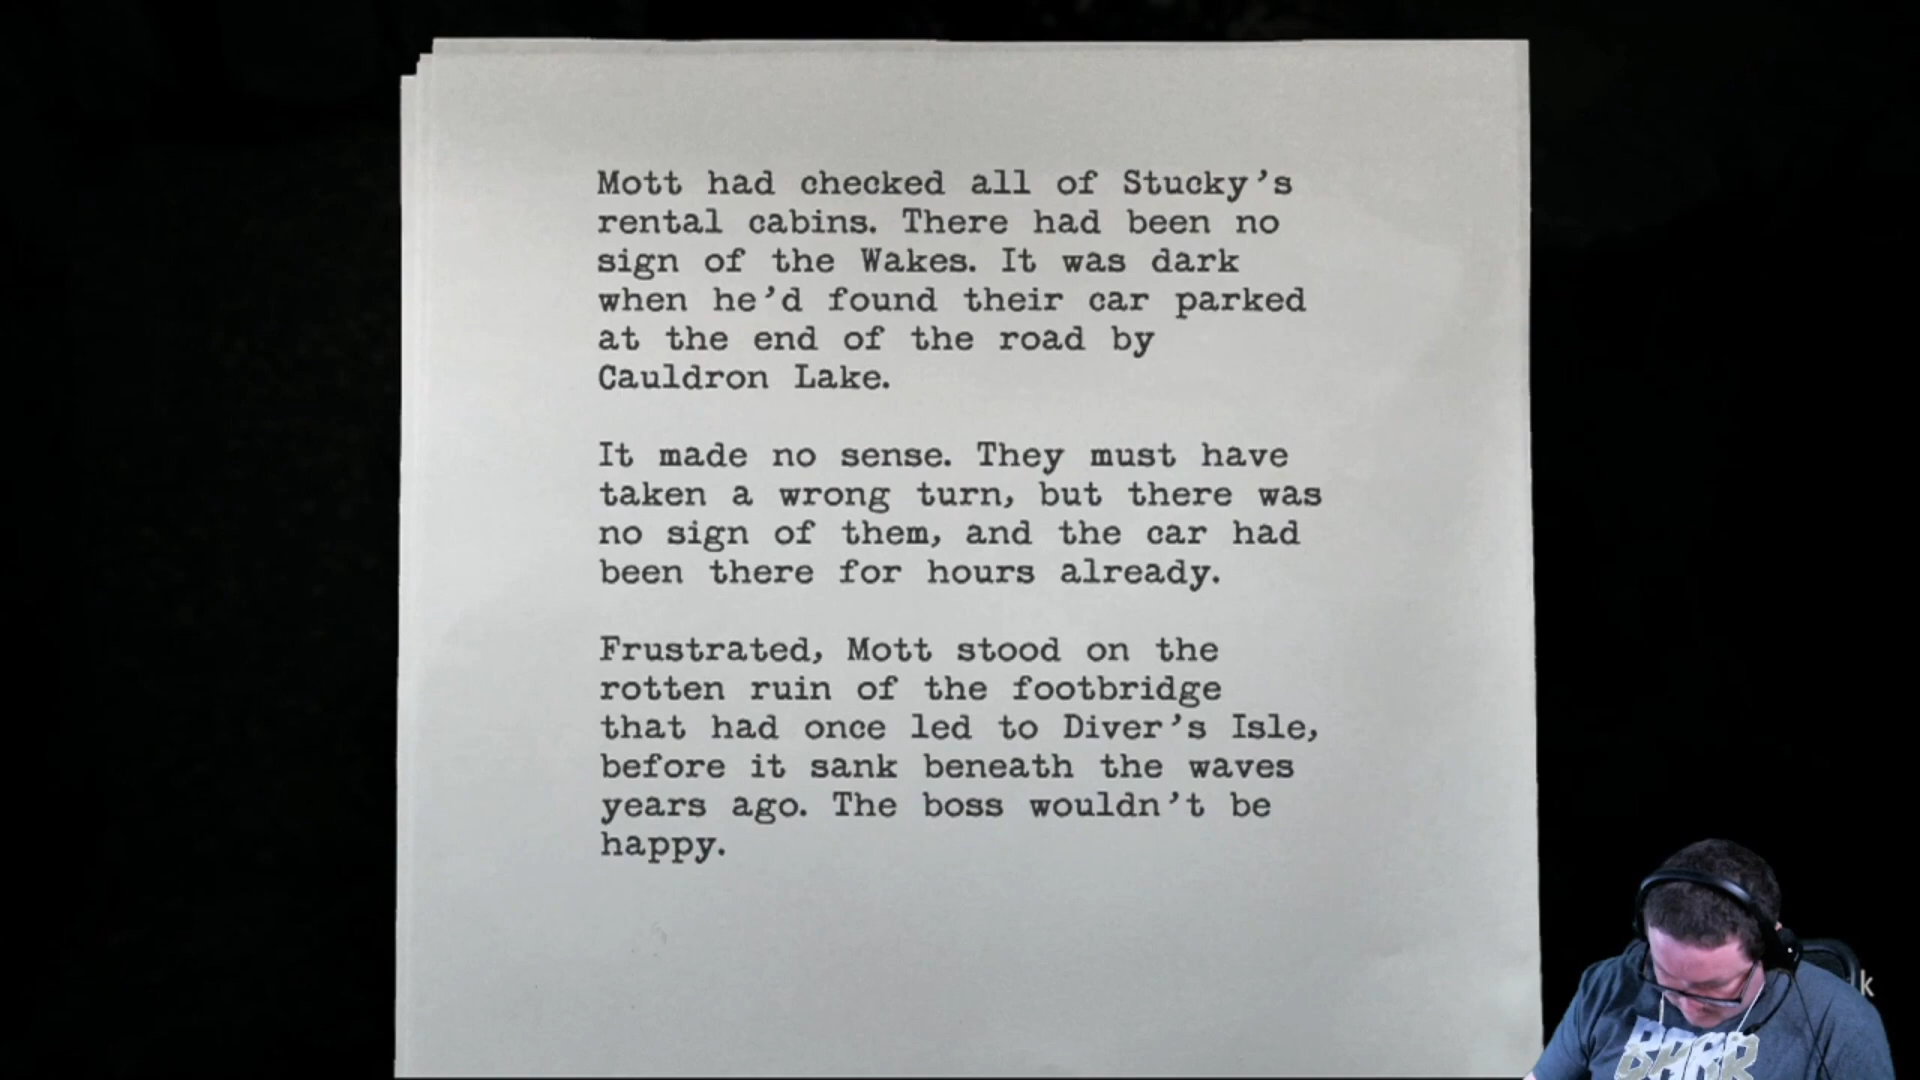 Mott had checked all of Stucky’s
rental cabins. There had been no
sign of the Wakes. It was dark
when he’d found their car parked
at the end of the road by
Cauldron Lake.
It made no sense. They must have
taken a wrong turn, but there was
no sign of them, and the car had
been there for hours already.
Frustrated, Mott stood on the
rotten ruin of the footbridge
that had once led to Diver’s Isle,
before it sank beneath the waves
years ago. The boss wouldn’t be
happy.